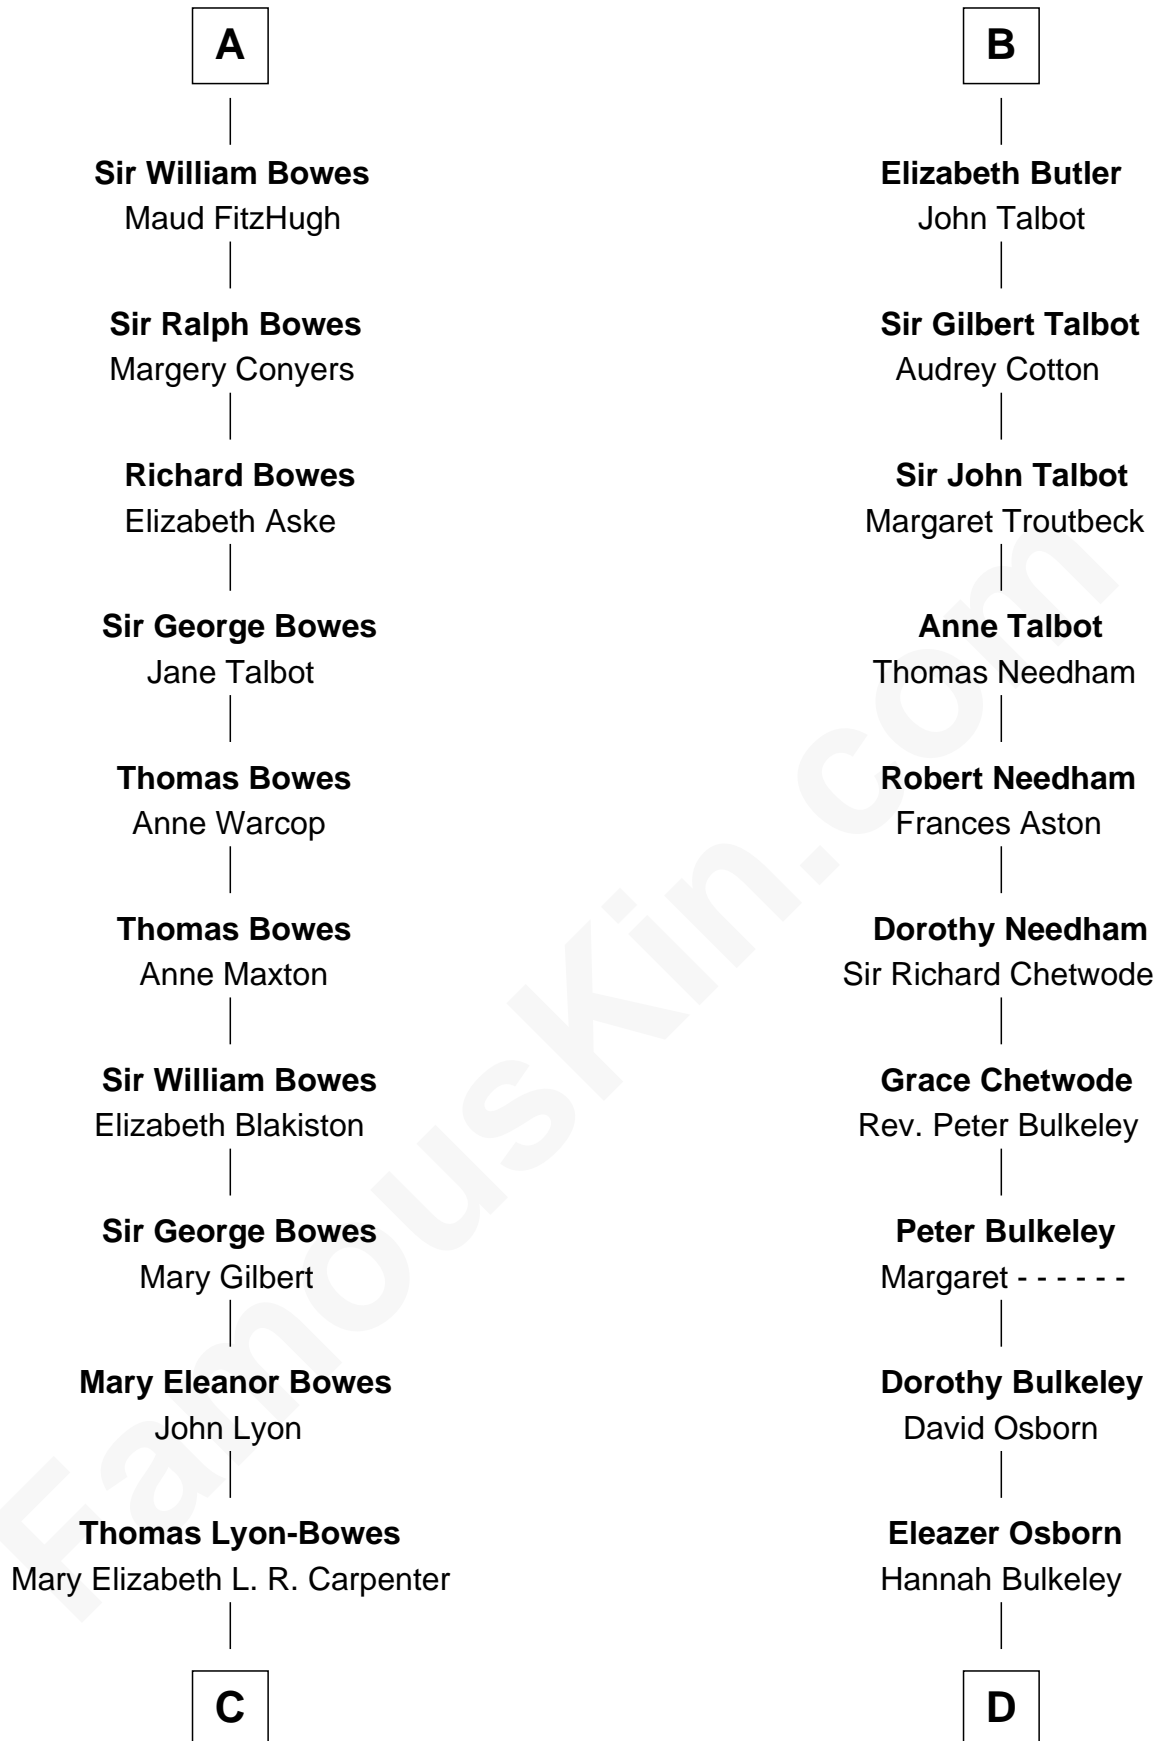 A
Sir William Bowes
Maud FitzHugh
Sir Ralph Bowes
Margery Conyers
Richard Bowes
Elizabeth Aske
Sir George Bowes
Jane Talbot
Thomas Bowes
Anne Warcop
Thomas Bowes
Anne Maxton
Sir William Bowes
Elizabeth Blakiston
Sir George Bowes
Mary Gilbert
Mary Eleanor Bowes
John Lyon
Thomas Lyon-Bowes
Mary Elizabeth L. R. Carpenter
C
B
Elizabeth Butler
John Talbot
Sir Gilbert Talbot
Audrey Cotton
Sir John Talbot
Margaret Troutbeck
Anne Talbot
Thomas Needham
Robert Needham
Frances Aston
Dorothy Needham
Sir Richard Chetwode
Grace Chetwode
Rev. Peter Bulkeley
Peter Bulkeley
Margaret - - - - - -
Dorothy Bulkeley
David Osborn
Eleazer Osborn
Hannah Bulkeley
D
FamousKin.com